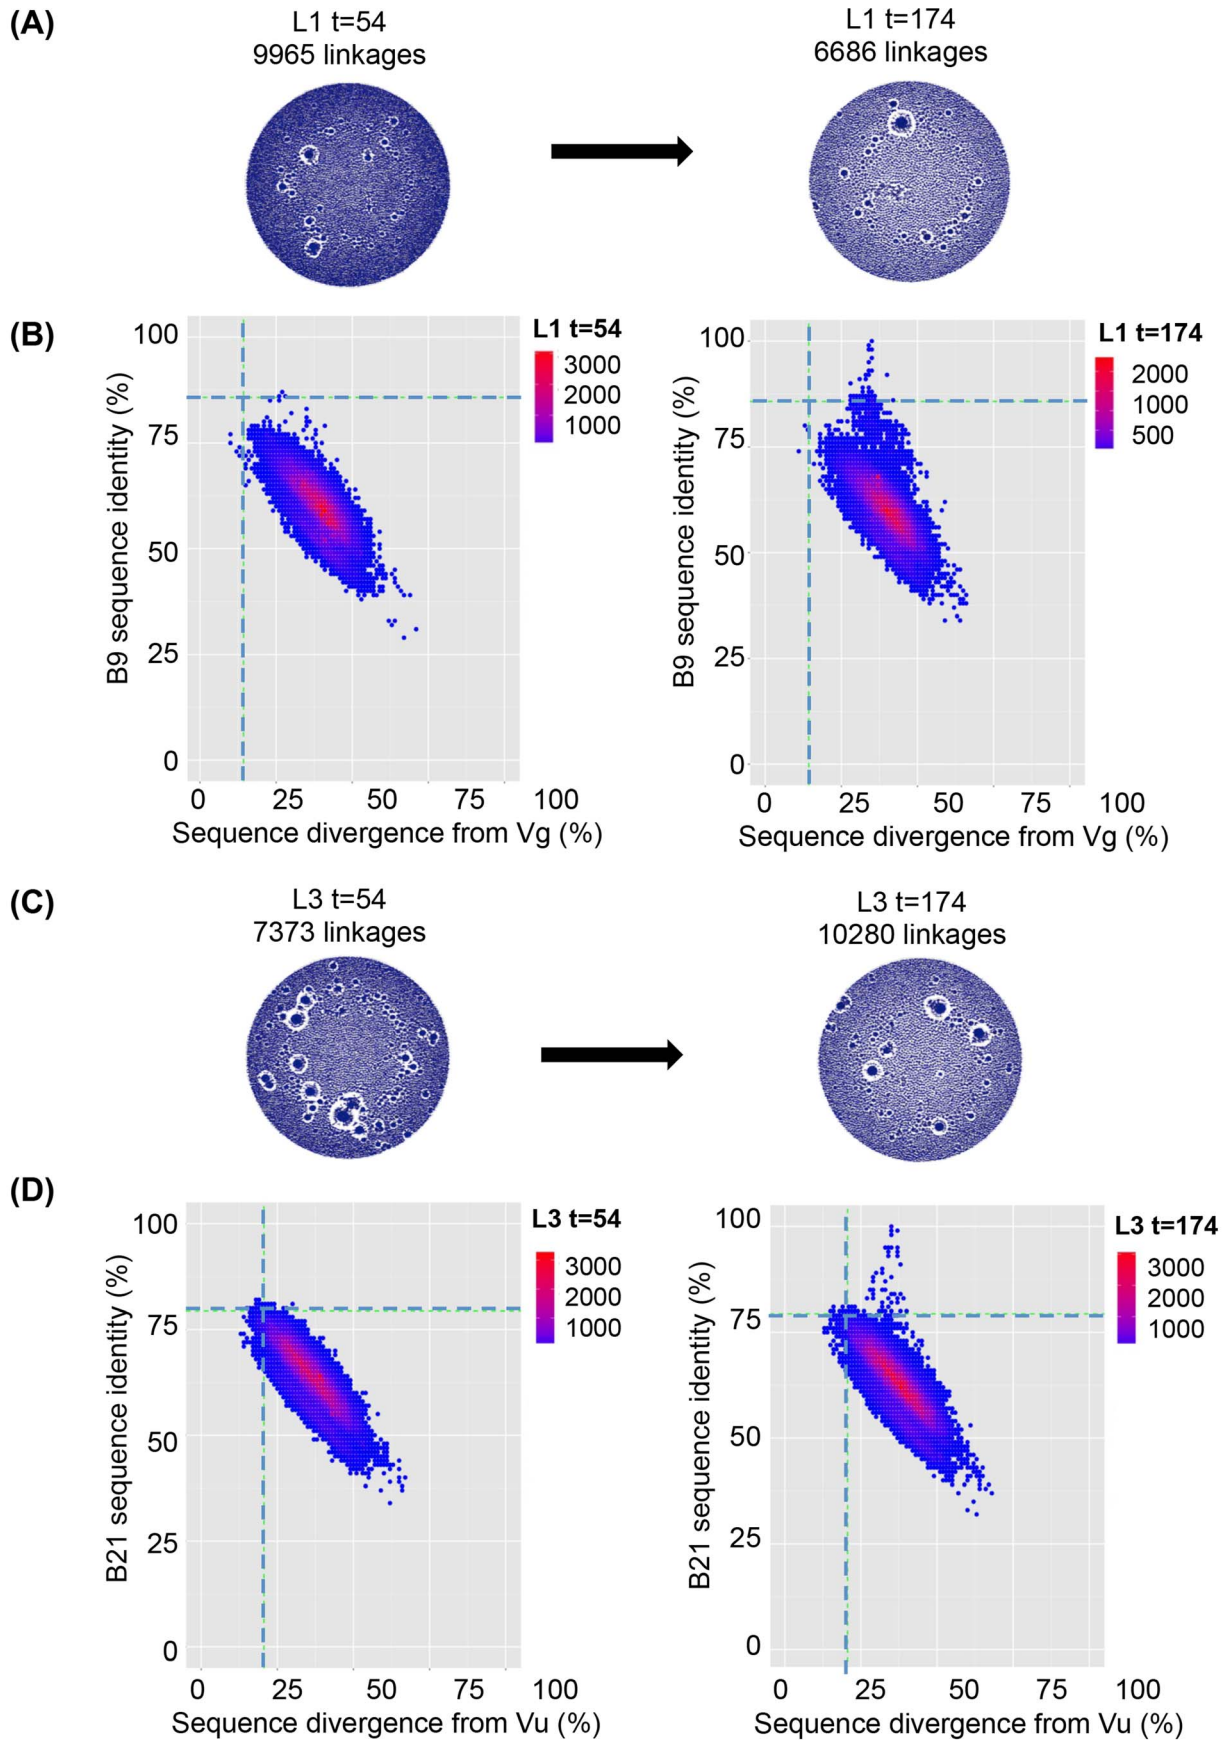 (A)
L1 t=54
9965 linkages
L1 t=174
6686 linkages
(B)
B9 sequence identity (%)
100
75
50
25
0
0 25 50 75 100
Sequence divergence from Vg (%)
L1 t=54
3000
2000
1000
B9 sequence identity (%)
100
75
50
25
0
0 25 50 75 100
Sequence divergence from Vg (%)
L1 t=174
2000
1000
500
(C)
L3 t=54
7373 linkages
L3 t=174
10280 linkages
(D)
B21 sequence identity (%)
100
75
50
25
0
0 25 50 75 100
Sequence divergence from Vu (%)
L3 t=54
3000
2000
1000
B21 sequence identity (%)
100
75
50
25
0
0 25 50 75 100
Sequence divergence from Vu (%)
L3 t=174
3000
2000
1000